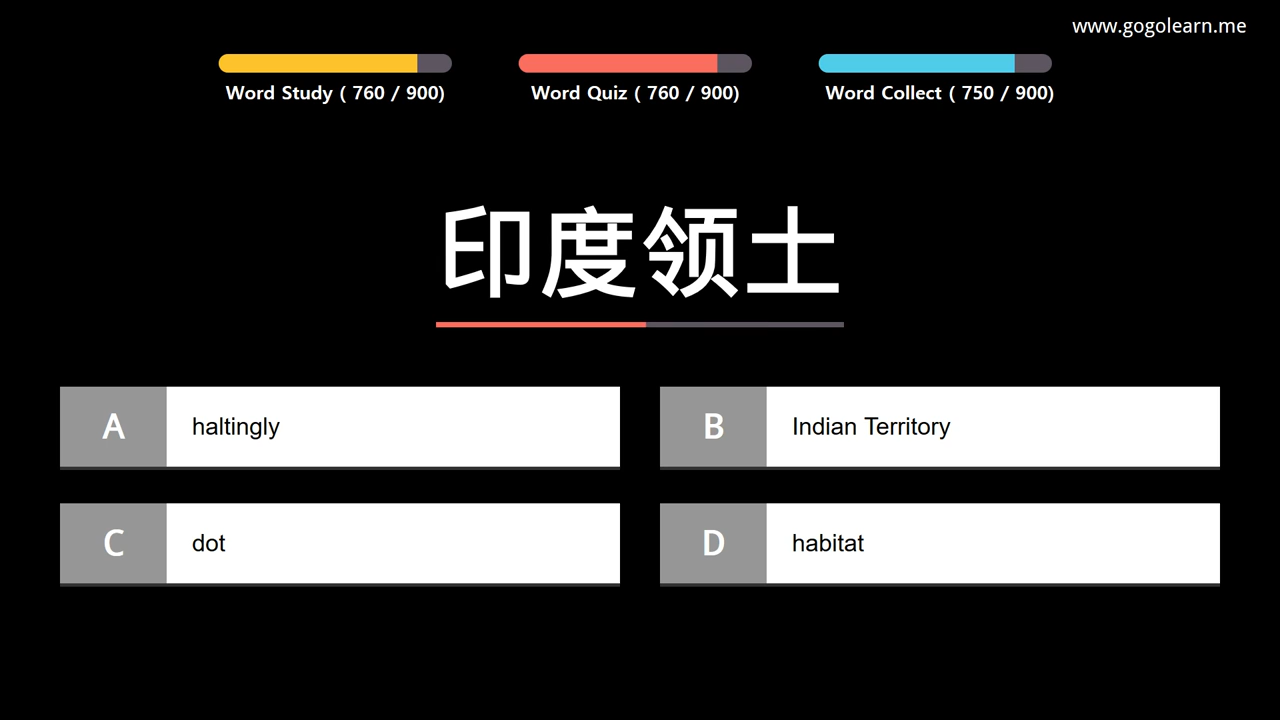 www.gogolearn.me
Word Study ( 760 / 900)
Word Quiz ( 760 / 900)
Word Collect ( 750 / 900)
印度领土
A haltingly
B Indian Territory
C dot
D habitat